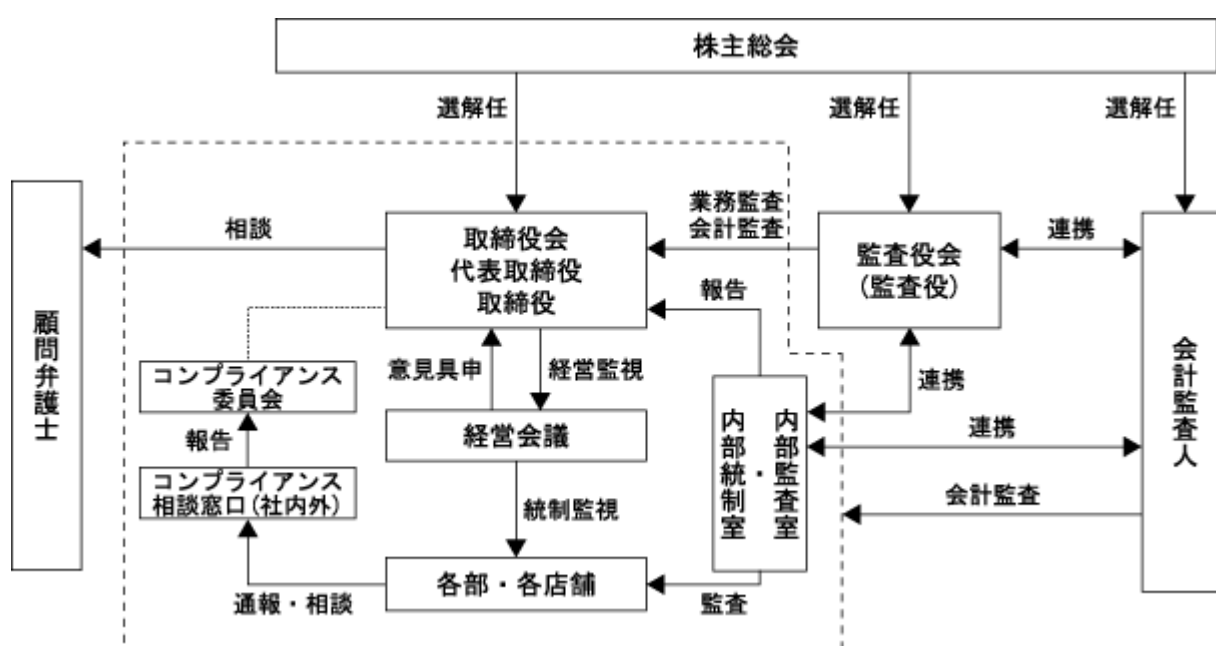 株主総会
選解任
選解任
選解任
業務監査
会計監査
相談
取締役会
代表取締役
取締役
監査役会
(監査役)
連携
報告
顧問弁護士
会計監査人
コンプライアンス
委員会
意見具申
経営監視
連携
経営会議
内部監査室・
内部統制室
連携
報告
コンプライアンス
相談窓口(社内外)
統制監視
会計監査
各部・各店舗
通報・相談
監査